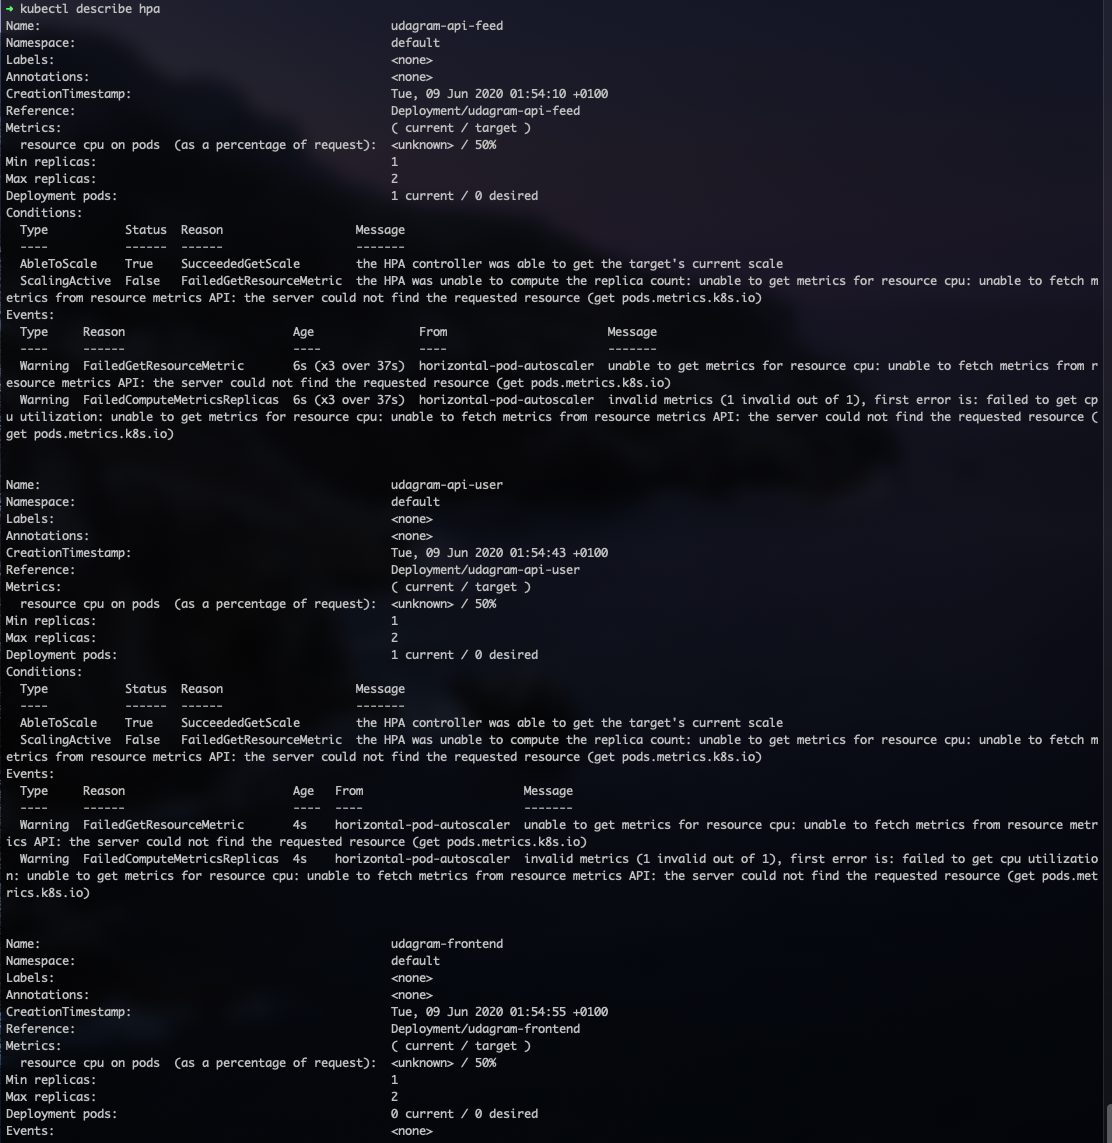 ➜ kubectl describe hpa
Name:                                                  udagram-api-feed
Namespace:                                             default
Labels:                                                <none>
Annotations:                                           <none>
CreationTimestamp:                                     Tue, 09 Jun 2020 01:54:10 +0100
Reference:                                             Deployment/udagram-api-feed
Metrics:                                               ( current / target )
  resource cpu on pods  (as a percentage of request):  <unknown> / 50%
Min replicas:                                          1
Max replicas:                                          2
Deployment pods:                                       1 current / 0 desired
Conditions:
  Type           Status  Reason                   Message
  ----           ------  ------                   -------
  AbleToScale    True    SucceededGetScale        the HPA controller was able to get the target's current scale
  ScalingActive  False   FailedGetResourceMetric  the HPA was unable to compute the replica count: unable to get metrics for resource cpu: unable to fetch m
etrics from resource metrics API: the server could not find the requested resource (get pods.metrics.k8s.io)
Events:
  Type     Reason                        Age               From                       Message
  ----     ------                        ----              ----                       -------
  Warning  FailedGetResourceMetric       6s (x3 over 37s)  horizontal-pod-autoscaler  unable to get metrics for resource cpu: unable to fetch metrics from r
esource metrics API: the server could not find the requested resource (get pods.metrics.k8s.io)
  Warning  FailedComputeMetricsReplicas  6s (x3 over 37s)  horizontal-pod-autoscaler  invalid metrics (1 invalid out of 1), first error is: failed to get cp
u utilization: unable to get metrics for resource cpu: unable to fetch metrics from resource metrics API: the server could not find the requested resource (
get pods.metrics.k8s.io)
Name:                                                  udagram-api-user
Namespace:                                             default
Labels:                                                <none>
Annotations:                                           <none>
CreationTimestamp:                                     Tue, 09 Jun 2020 01:54:43 +0100
Reference:                                             Deployment/udagram-api-user
Metrics:                                               ( current / target )
  resource cpu on pods  (as a percentage of request):  <unknown> / 50%
Min replicas:                                          1
Max replicas:                                          2
Deployment pods:                                       1 current / 0 desired
Conditions:
  Type           Status  Reason                   Message
  ----           ------  ------                   -------
  AbleToScale    True    SucceededGetScale        the HPA controller was able to get the target's current scale
  ScalingActive  False   FailedGetResourceMetric  the HPA was unable to compute the replica count: unable to get metrics for resource cpu: unable to fetch m
etrics from resource metrics API: the server could not find the requested resource (get pods.metrics.k8s.io)
Events:
  Type     Reason                        Age   From                       Message
  ----     ------                        ----  ----                       -------
  Warning  FailedGetResourceMetric       4s    horizontal-pod-autoscaler  unable to get metrics for resource cpu: unable to fetch metrics from resource metr
ics API: the server could not find the requested resource (get pods.metrics.k8s.io)
  Warning  FailedComputeMetricsReplicas  4s    horizontal-pod-autoscaler  invalid metrics (1 invalid out of 1), first error is: failed to get cpu utilizatio
n: unable to get metrics for resource cpu: unable to fetch metrics from resource metrics API: the server could not find the requested resource (get pods.met
rics.k8s.io)
Name:                                                  udagram-frontend
Namespace:                                             default
Labels:                                                <none>
Annotations:                                           <none>
CreationTimestamp:                                     Tue, 09 Jun 2020 01:54:55 +0100
Reference:                                             Deployment/udagram-frontend
Metrics:                                               ( current / target )
  resource cpu on pods  (as a percentage of request):  <unknown> / 50%
Min replicas:                                          1
Max replicas:                                          2
Deployment pods:                                       0 current / 0 desired
Events:                                                <none>